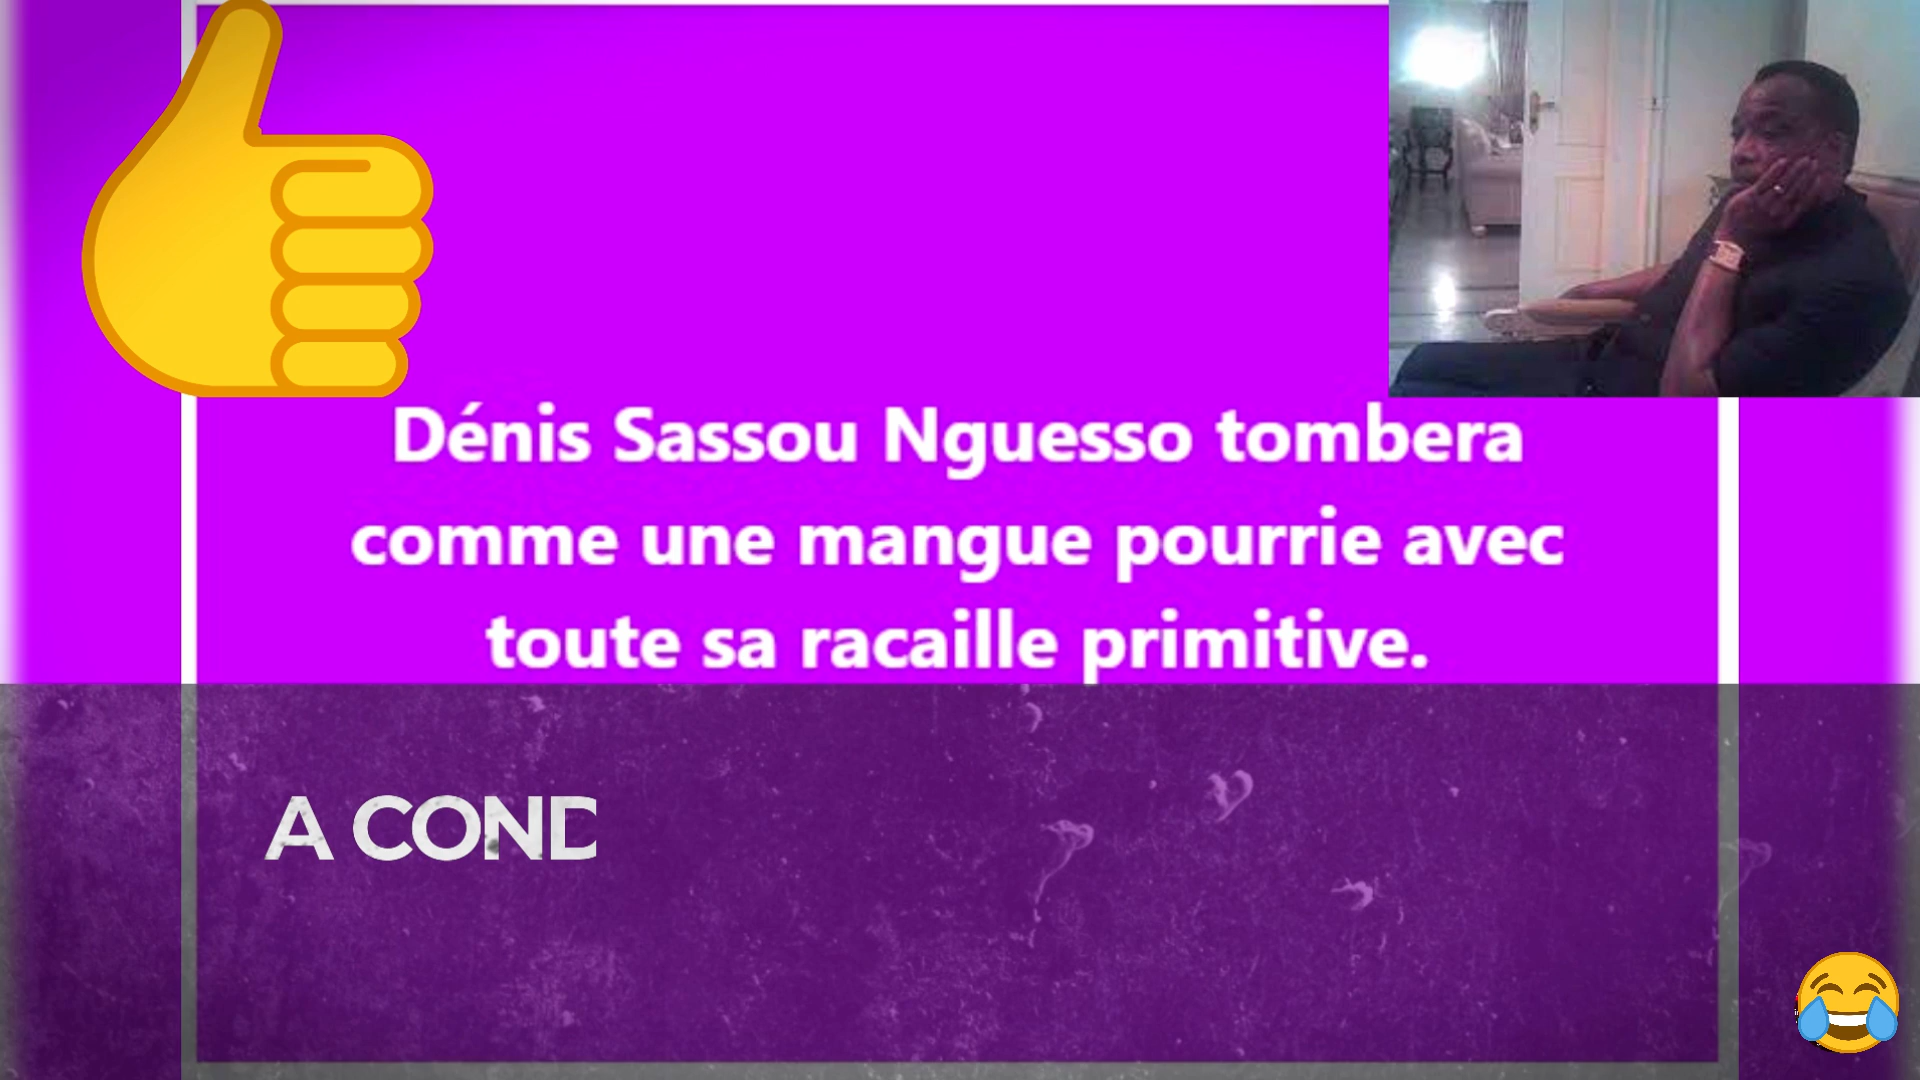 Dénis Sassou Nguesso tombera
comme une mangue pourrie avec
toute sa racaille primitive.
A COND